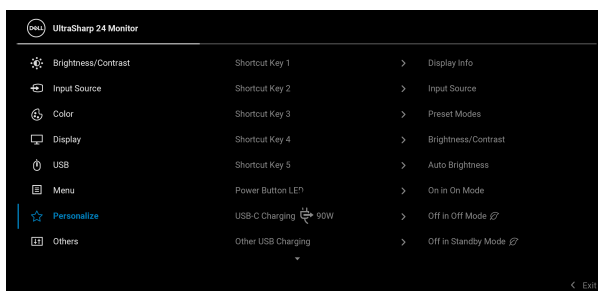 DELL UltraSharp 24 Monitor
Brightness/Contrast Shortcut Key 1 > Display Info
Input Source Shortcut Key 2 > Input Source
Color Shortcut Key 3 > Preset Modes
Display Shortcut Key 4 > Brightness/Contrast
USB Shortcut Key 5 > Auto Brightness
Menu Power Button LED > On in On Mode
Personalize USB-C Charging 90W > Off in Off Mode
Others Other USB Charging > Off in Standby Mode
< Exit